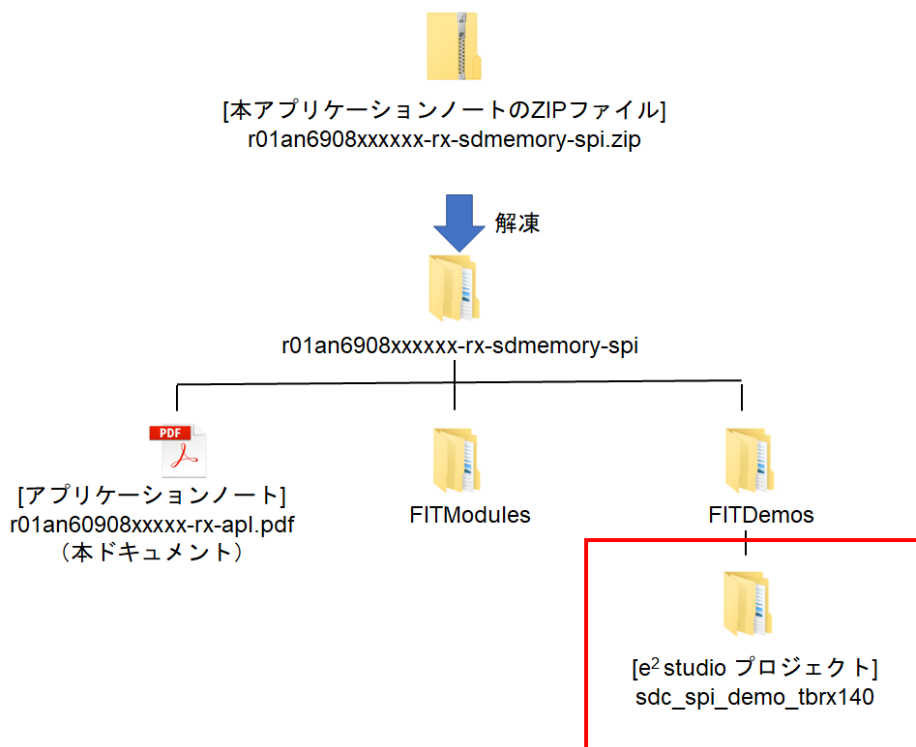 [本アプリケーションノートのZIPファイル]
r01an6908xxxxxx-rx-sdmemory-spi.zip
解凍
r01an6908xxxxxx-rx-sdmemory-spi
PDF
[アプリケーションノート]
r01an60908xxxxx-rx-apl.pdf
（本ドキュメント）
FITModules
FITDemos
[e² studio プロジェクト]
sdc_spi_demo_tbrx140